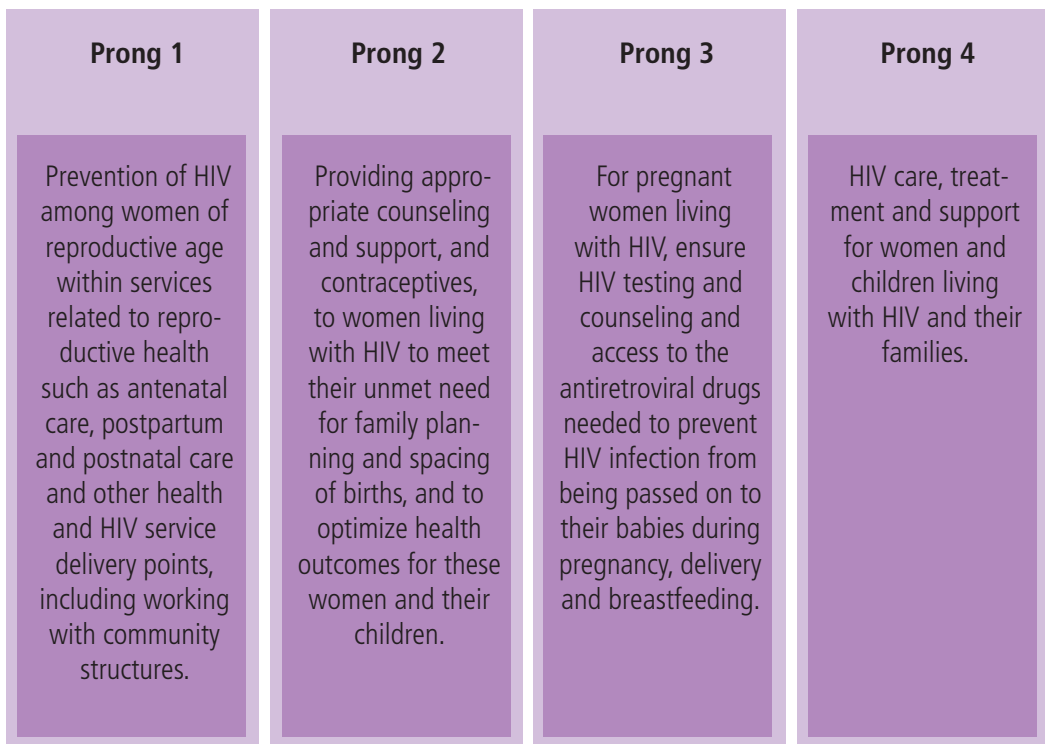 Prong 1
Prevention of HIV
among women of
reproductive age
within services
related to repro-
ductive health
such as antenatal
care, postpartum
and postnatal care
and other health
and HIV service
delivery points,
including working
with community
structures.
Prong 2
Providing appro-
priate counseling
and support, and
contraceptives,
to women living
with HIV to meet
their unmet need
for family plan-
ning and spacing
of births, and to
optimize health
outcomes for these
women and their
children.
Prong 3
For pregnant
women living
with HIV, ensure
HIV testing and
counseling and
access to the
antiretroviral drugs
needed to prevent
HIV infection from
being passed on to
their babies during
pregnancy, delivery
and breastfeeding.
Prong 4
HIV care, treat-
ment and support
for women and
children living
with HIV and their
families.